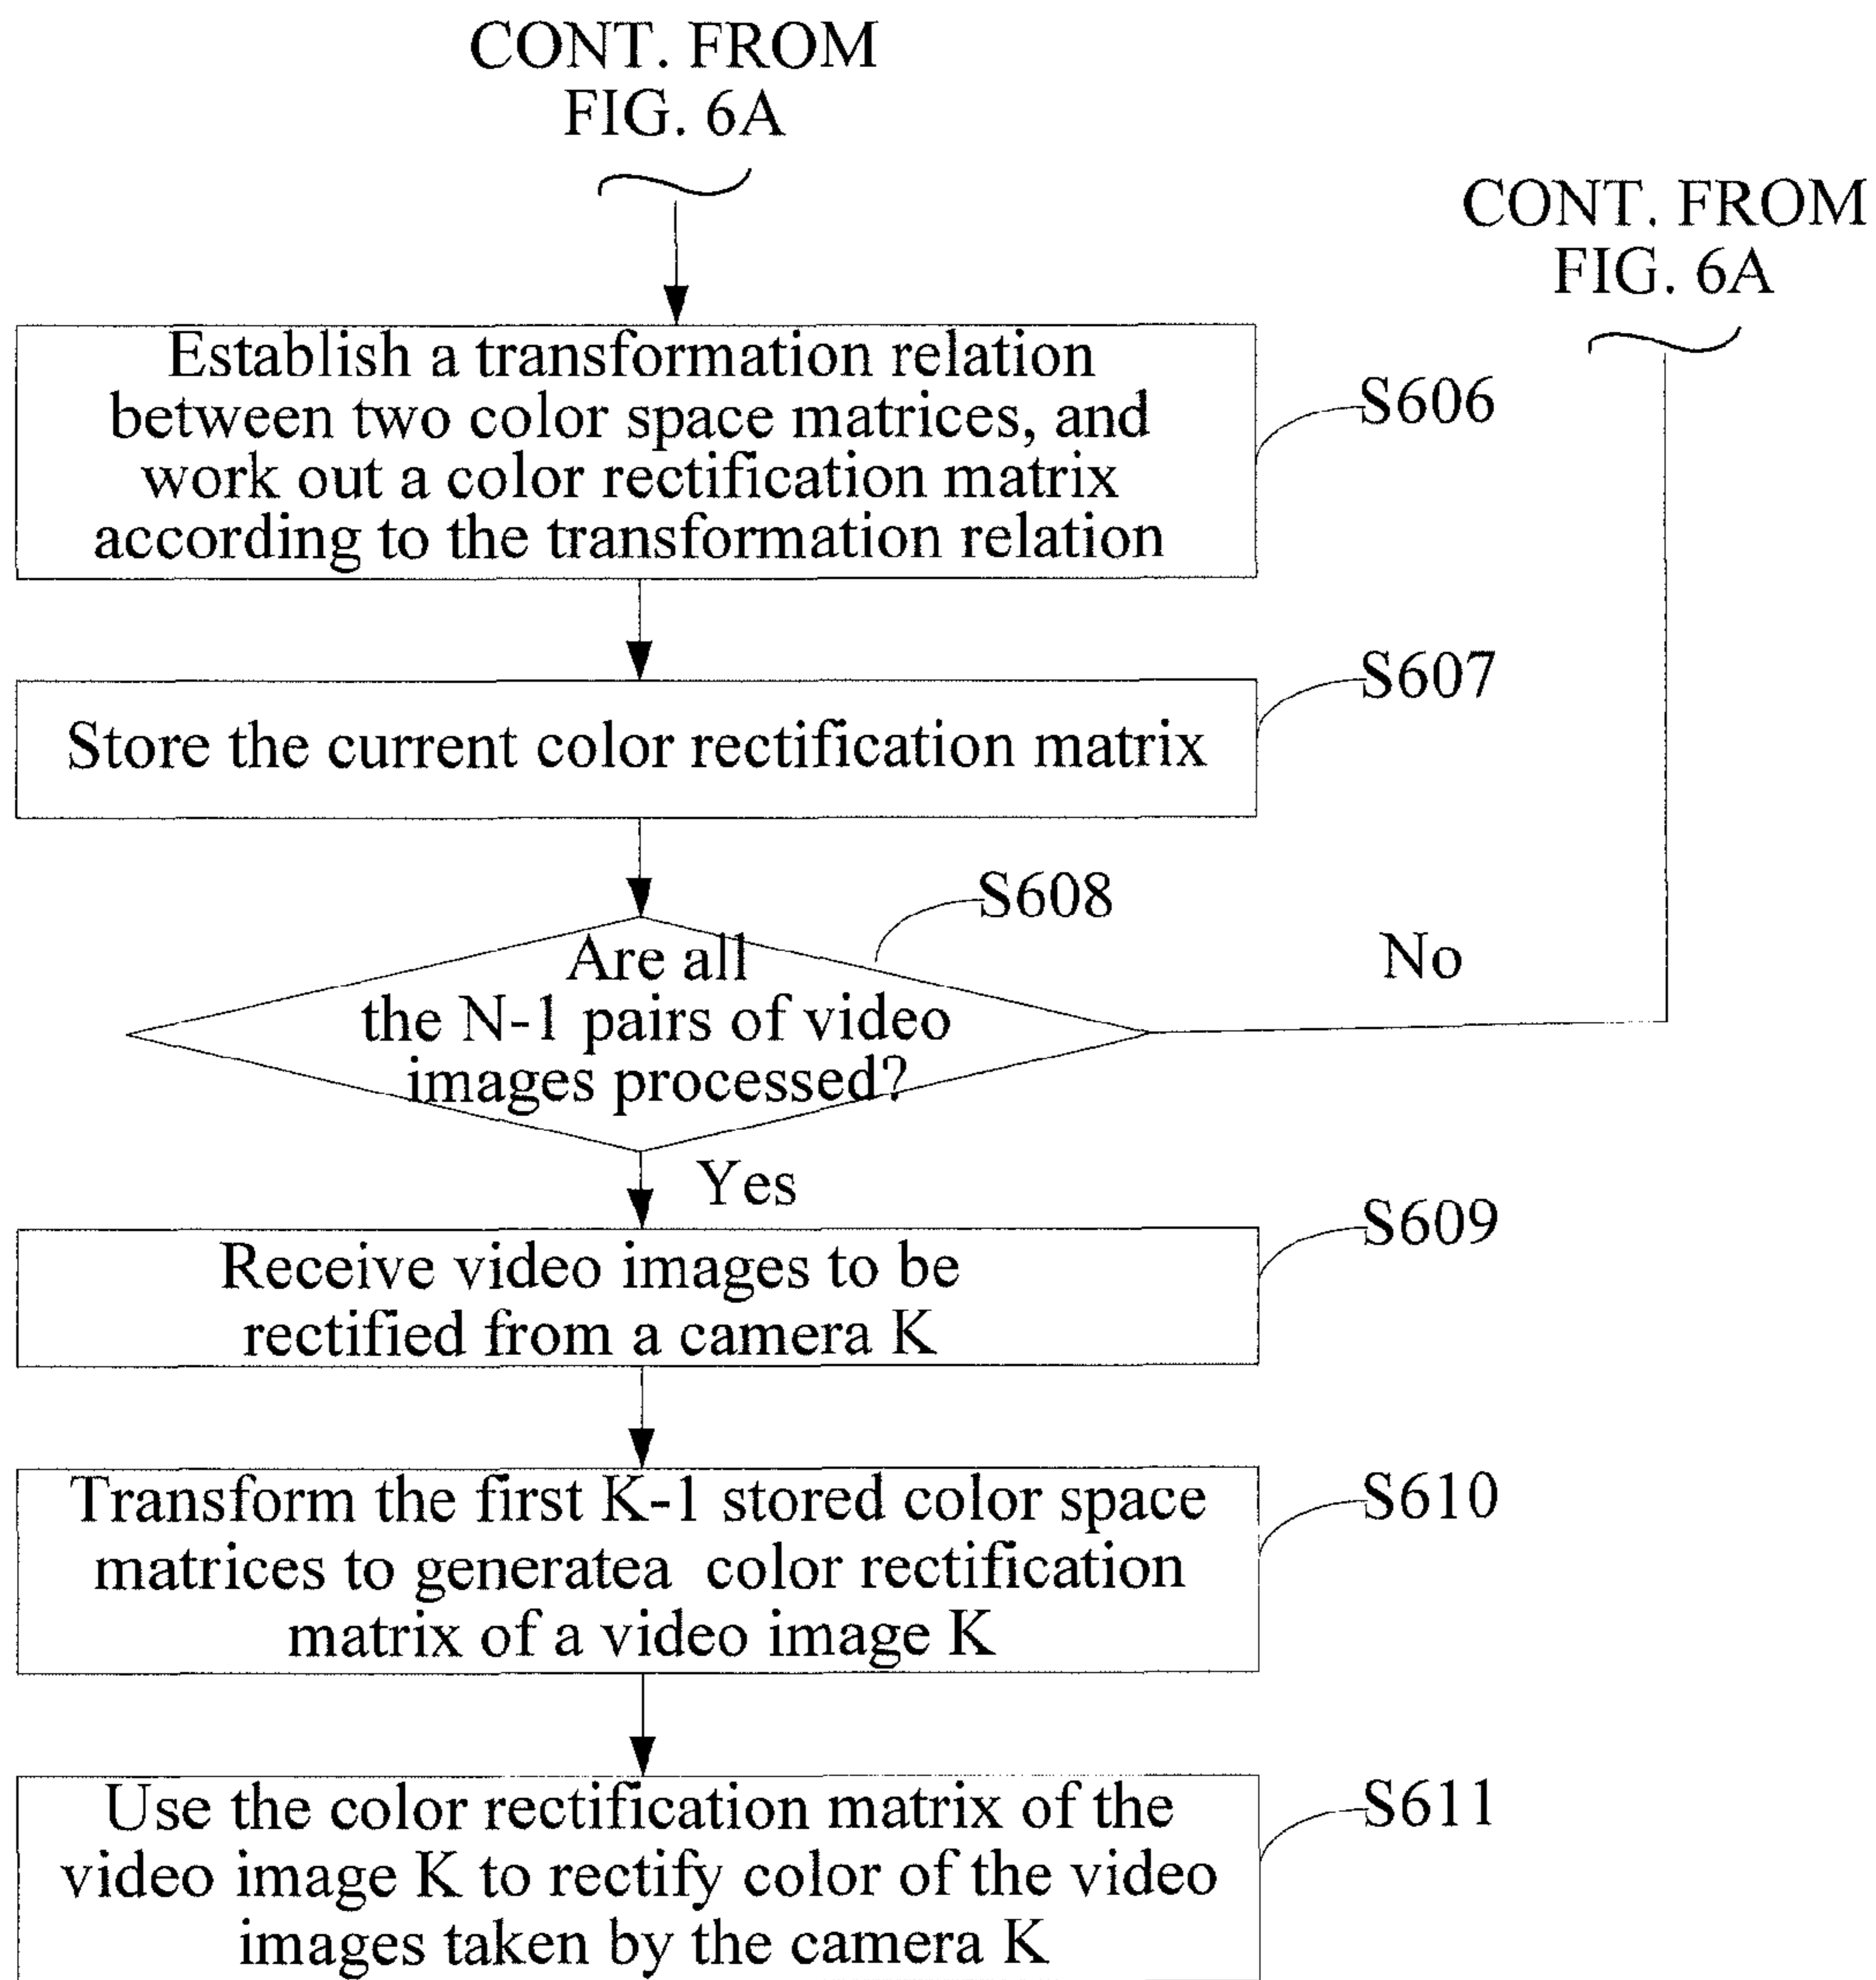 CONT. FROM
FIG. 6A
CONT. FROM
FIG. 6A
Establish a transformation relation
between two color space matrices, and
work out a color rectification matrix
according to the transformation relation
S606
Store the current color rectification matrix
S607
S608
Are all
the N-1 pairs of video
images processed?
No
Yes
Receive video images to be
rectified from a camera K
S609
Transform the first K-1 stored color space
matrices to generatea color rectification
matrix of a video image K
S610
Use the color rectification matrix of the
video image K to rectify color of the video
images taken by the camera K
S611